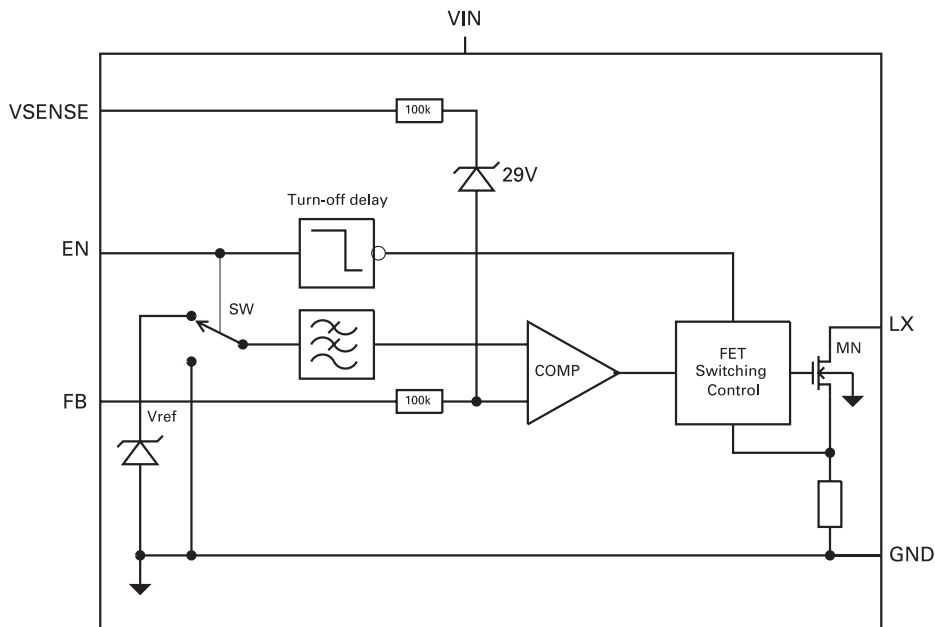 VIN
VSENSE
100k
29V
Turn-off delay
EN
SW
LX
MN
COMP
FET
Switching
Control
FB
100k
Vref
GND